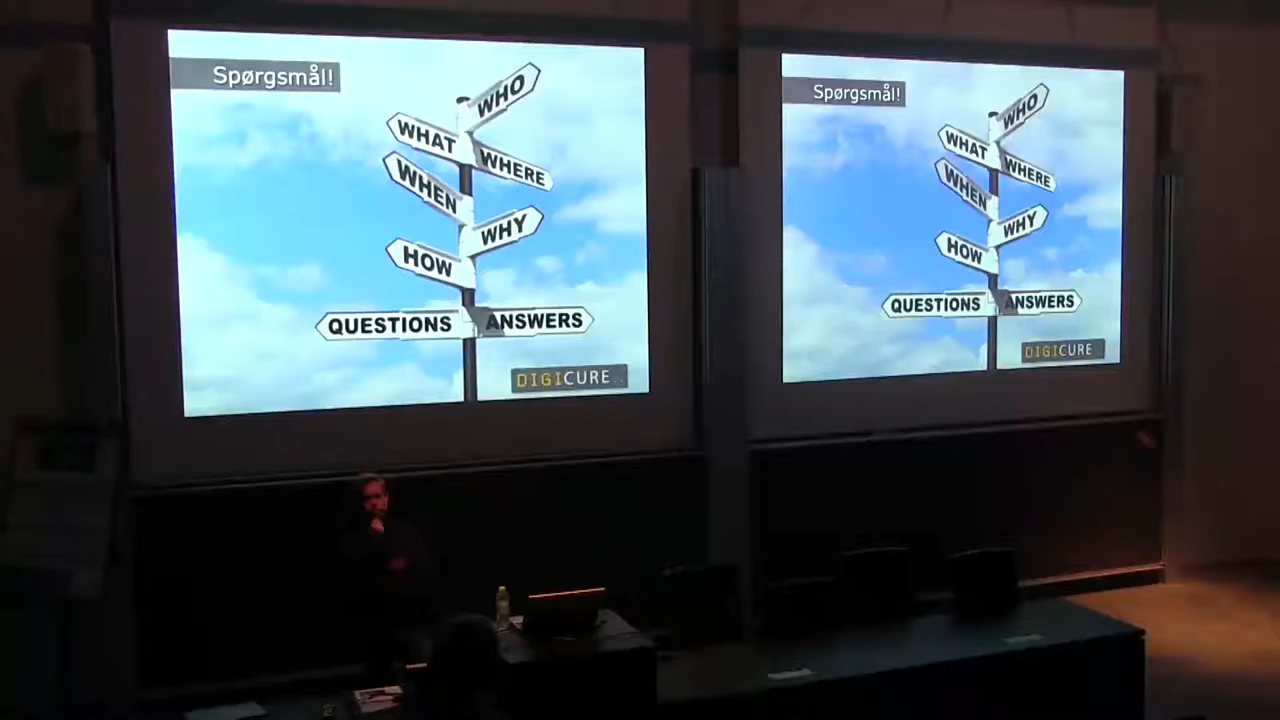 Spørgsmål!
WHO
WHAT
WHERE
WHEN
WHY
HOW
QUESTIONS ANSWERS
DIGICURE
Spørgsmål!
WHO
WHAT
WHERE
WHEN
WHY
HOW
QUESTIONS ANSWERS
DIGICURE